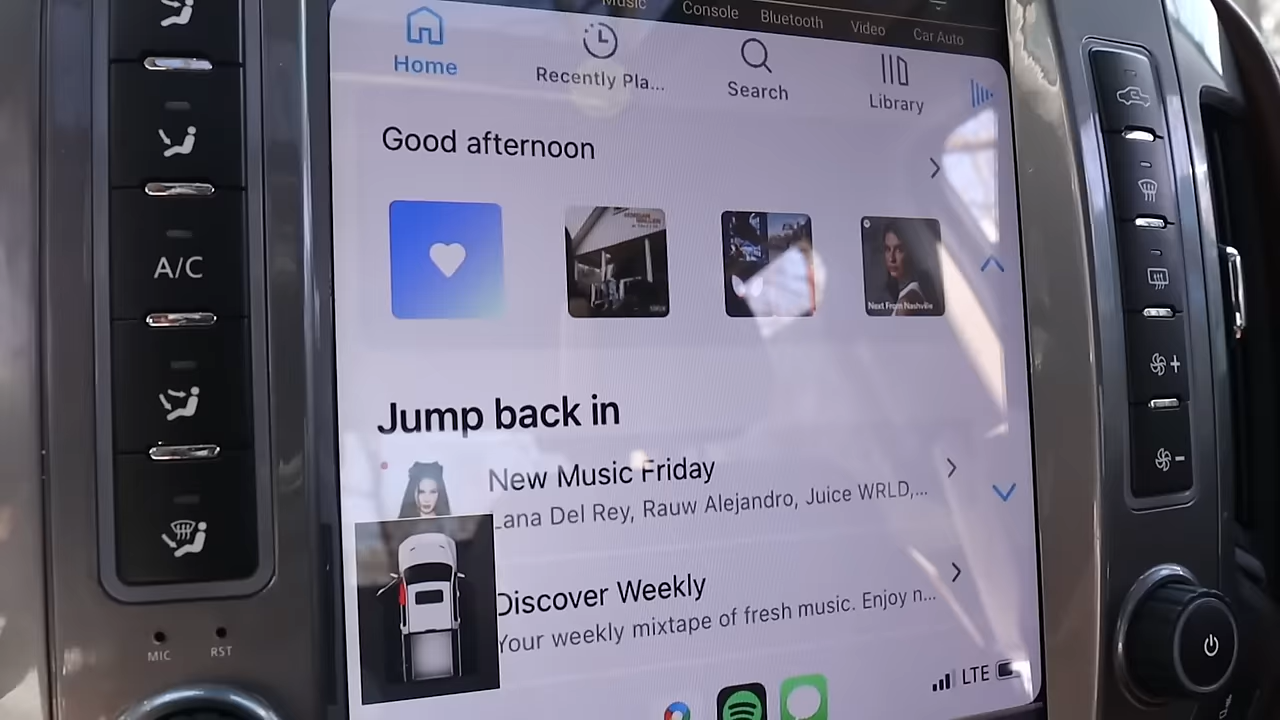 Music
Console
Bluetooth
Video
Car Auto
Home
Recently Pla...
Search
Library
Good afternoon
Next From Nashville
Jump back in
New Music Friday
Lana Del Rey, Rauw Alejandro, Juice WRLD,...
Discover Weekly
Your weekly mixtape of fresh music. Enjoy n...
LTE
A/C
MIC
RST